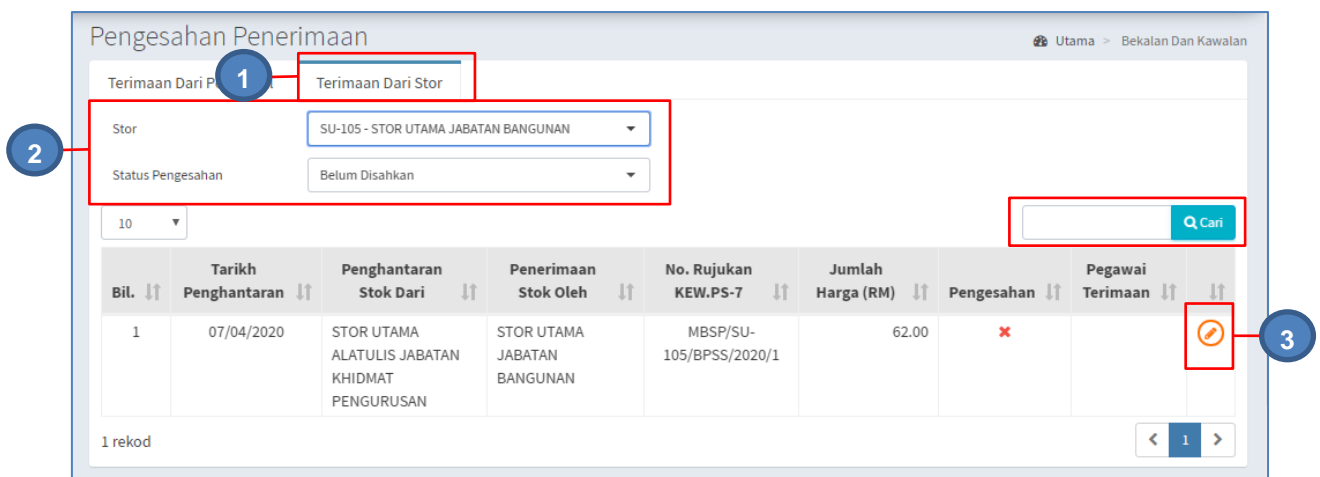 Pengesahan Penerimaan
Utama > Bekalan Dan Kawalan
Terimaan Dari
1
Terimaan Dari Stor
2
Stor
SU-105 - STOR UTAMA JABATAN BANGUNAN
Status Pengesahan
Belum Disahkan
10
Cari
Bil.
Tarikh
Penghantaran
Penghantaran
Stok Dari
Penerimaan
Stok Oleh
No. Rujukan
KEW.PS-7
Jumlah
Harga (RM)
Pengesahan
Pegawai
Terimaan
1
07/04/2020
STOR UTAMA
ALATULIS JABATAN
KHIDMAT
PENGURUSAN
STOR UTAMA
JABATAN
BANGUNAN
MBSP/SU-
105/BPSS/2020/1
62.00
3
1 rekod
1